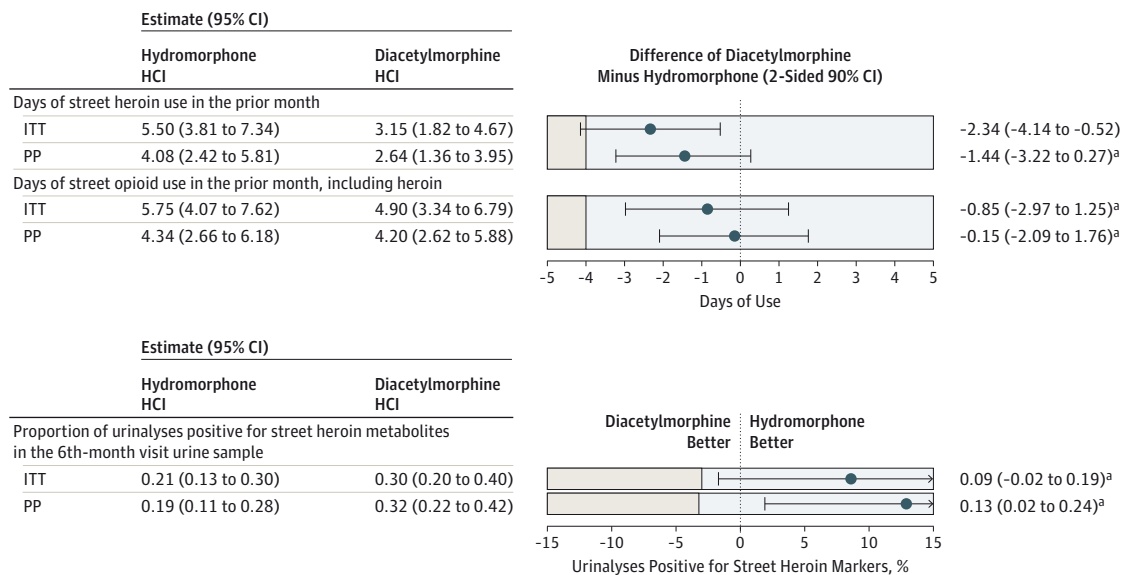 Estimate (95% CI)
Hydromorphone HCI
Diacetylmorphine HCI
Difference of Diacetylmorphine
Minus Hydromorphone (2-Sided 90% CI)
Days of street heroin use in the prior month
ITT 5.50 (3.81 to 7.34) 3.15 (1.82 to 4.67) -2.34 (-4.14 to -0.52)
PP 4.08 (2.42 to 5.81) 2.64 (1.36 to 3.95) -1.44 (-3.22 to 0.27)a
Days of street opioid use in the prior month, including heroin
ITT 5.75 (4.07 to 7.62) 4.90 (3.34 to 6.79) -0.85 (-2.97 to 1.25)a
PP 4.34 (2.66 to 6.18) 4.20 (2.62 to 5.88) -0.15 (-2.09 to 1.76)a
-5 -4 -3 -2 -1 0 1 2 3 4 5
Days of Use
Estimate (95% CI)
Hydromorphone HCI
Diacetylmorphine HCI
Diacetylmorphine Better
Hydromorphone Better
Proportion of urinalyses positive for street heroin metabolites
in the 6th-month visit urine sample
ITT 0.21 (0.13 to 0.30) 0.30 (0.20 to 0.40) 0.09 (-0.02 to 0.19)a
PP 0.19 (0.11 to 0.28) 0.32 (0.22 to 0.42) 0.13 (0.02 to 0.24)a
-15 -10 -5 0 5 10 15
Urinalyses Positive for Street Heroin Markers, %